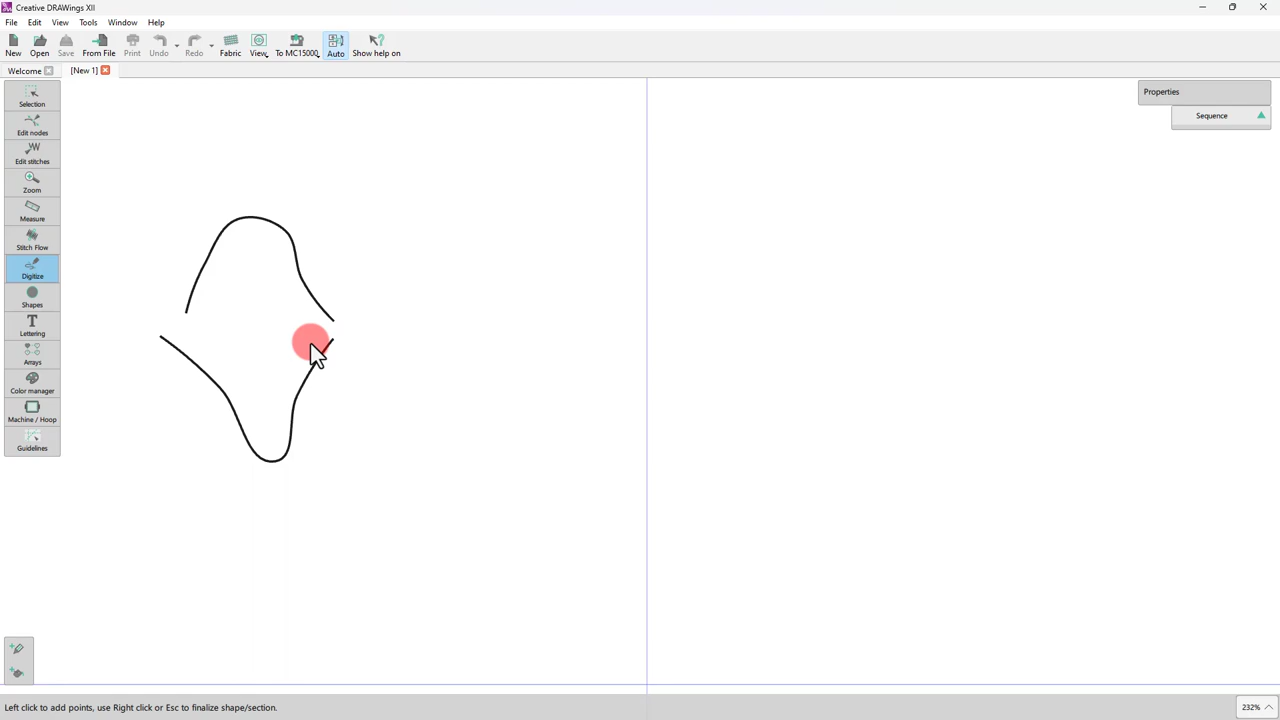 Creative DRAWings XII
File Edit View Tools Window Help
New Open Save From File Print Undo Redo Fabric View To MC15000 Auto Show help on
Welcome [New 1]
Selection
Edit nodes
Edit stitches
Zoom
Measure
Stitch Flow
Digitize
Shapes
Lettering
Arrays
Color manager
Machine / Hoop
Guidelines
Properties
Sequence
Left click to add points, use Right click or Esc to finalize shape/section.
232%